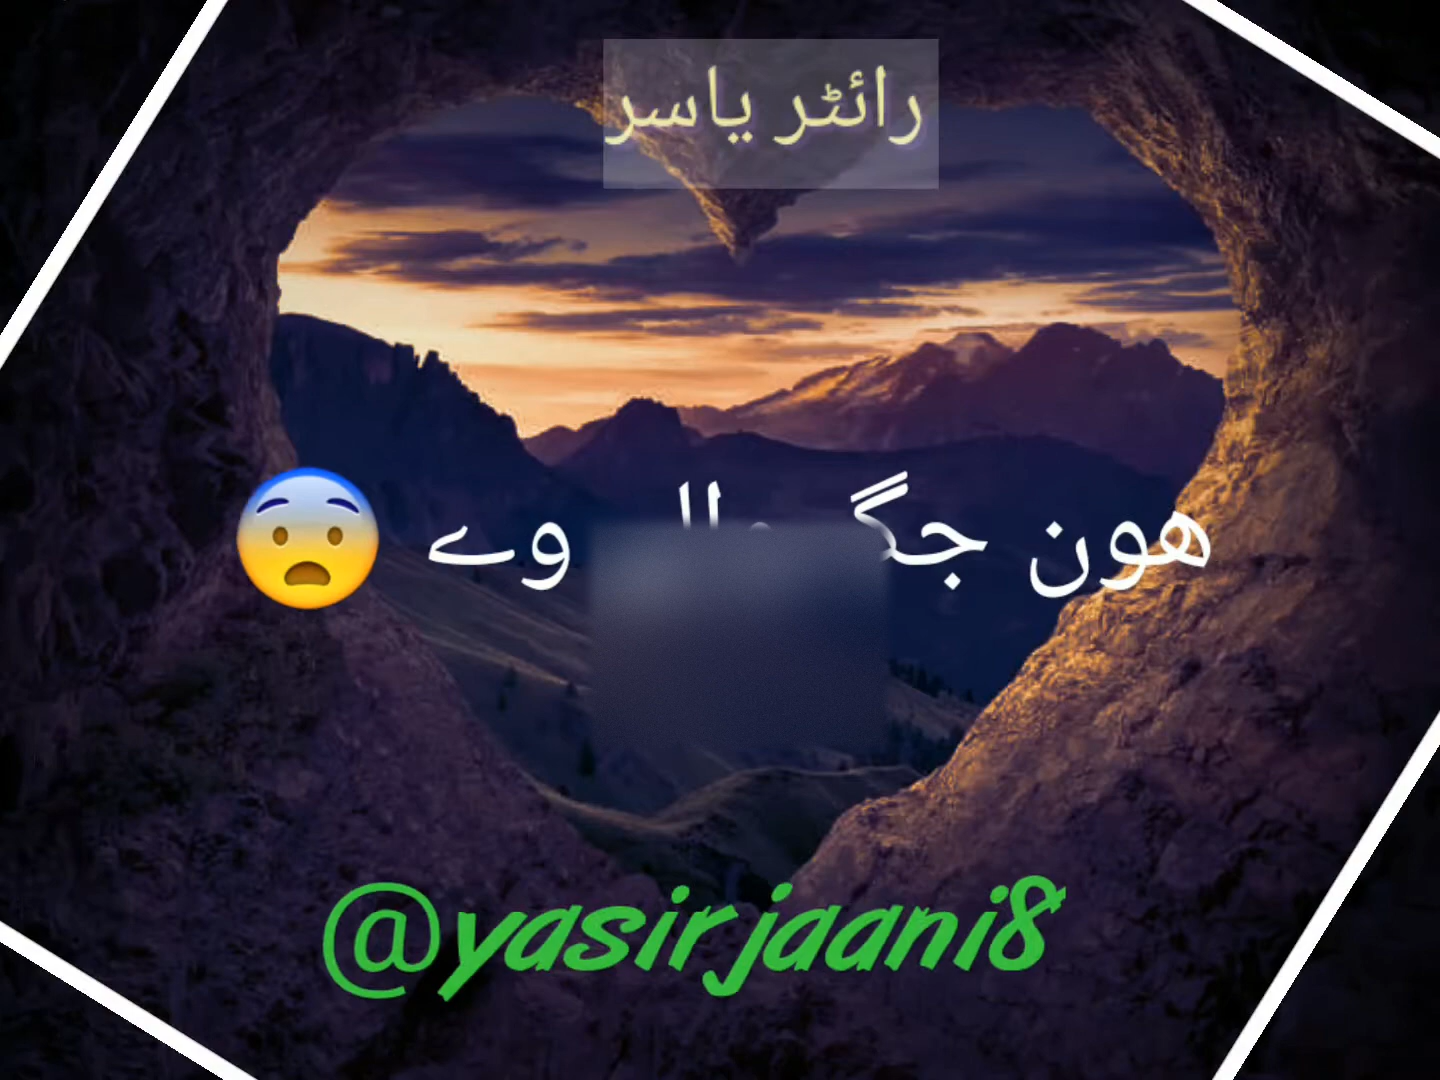 رائٹر یاسر
ھون وے 😨
@yasirjaani8